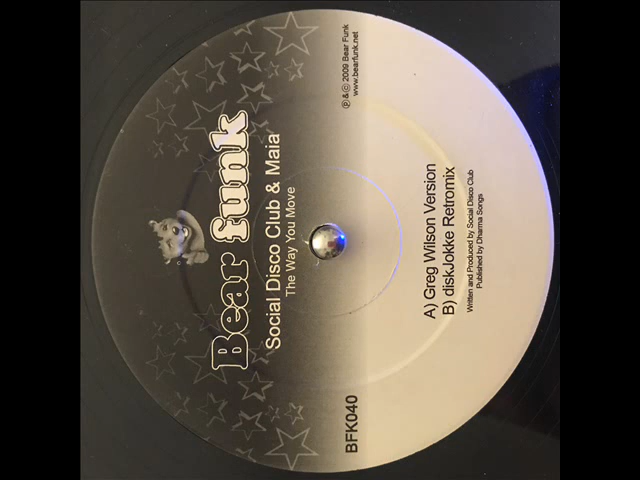 Bear funk
Social Disco Club & Maia
The Way You Move
BFK040
℗ & © 2009 Bear Funk
www.bearfunk.net
A) Greg Wilson Version
B) diskJokke Retromix
Written and Produced by Social Disco Club
Published by Dharma Songs